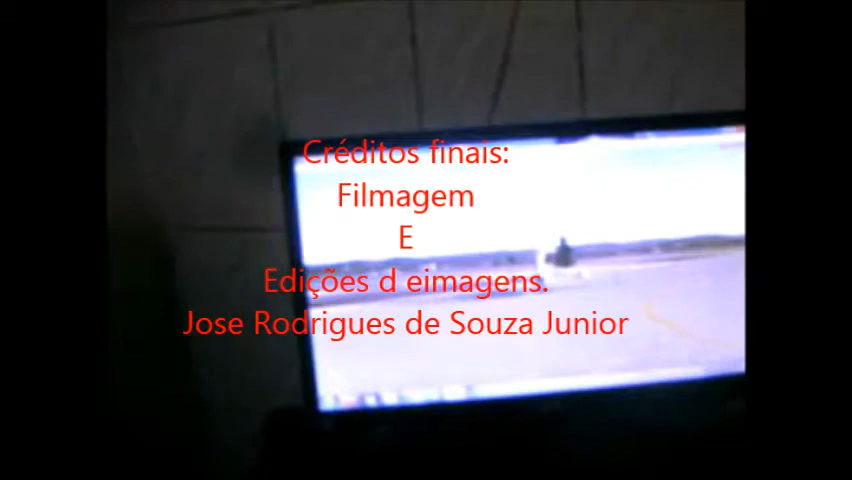 Créditos finais:
Filmagem
E
Edições d eimagens.
Jose Rodrigues de Souza Junior